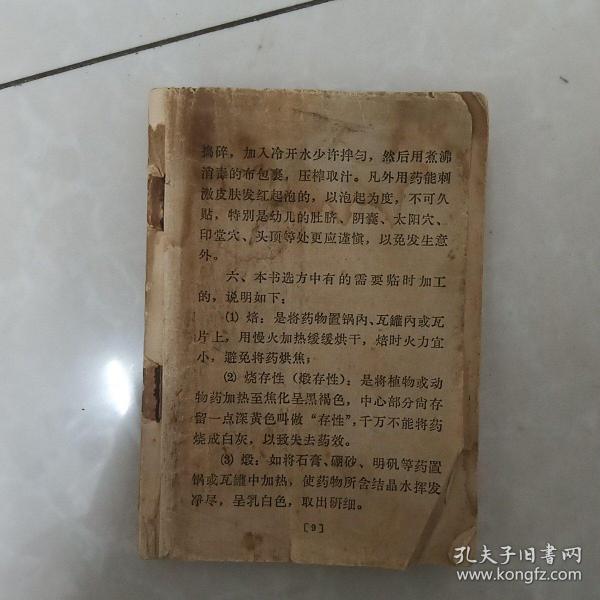 捣碎，加入冷开水少许拌匀，然后用煮沸
消毒的布包裹，压榨取汁。凡外用药能刺
激皮肤发红起泡的，以泡起为度，不可久
贴，特别是幼儿的肚脐、阴囊、太阳穴、
印堂穴、头顶等处更应谨慎，以免发生意
外。
六、本书选方中有的需要临时加工
的，说明如下：
⑴ 焙：是将药物置锅内、瓦罐内或瓦
片上，用慢火加热缓缓烘干，焙时火力宜
小，避免将药烘焦；
⑵ 烧存性（煅存性）：是将植物或动
物药加热至焦化呈黑褐色，中心部分尚存
留一点深黄色叫做“存性”，千万不能将药
烧成白灰，以致失去药效。
⑶ 煅：如将石膏、硼砂、明矾等药置
锅或瓦罐中加热，使药物所含结晶水挥发
净尽，呈乳白色，取出研细。
[9]
孔夫子旧书网
www.kongfz.com